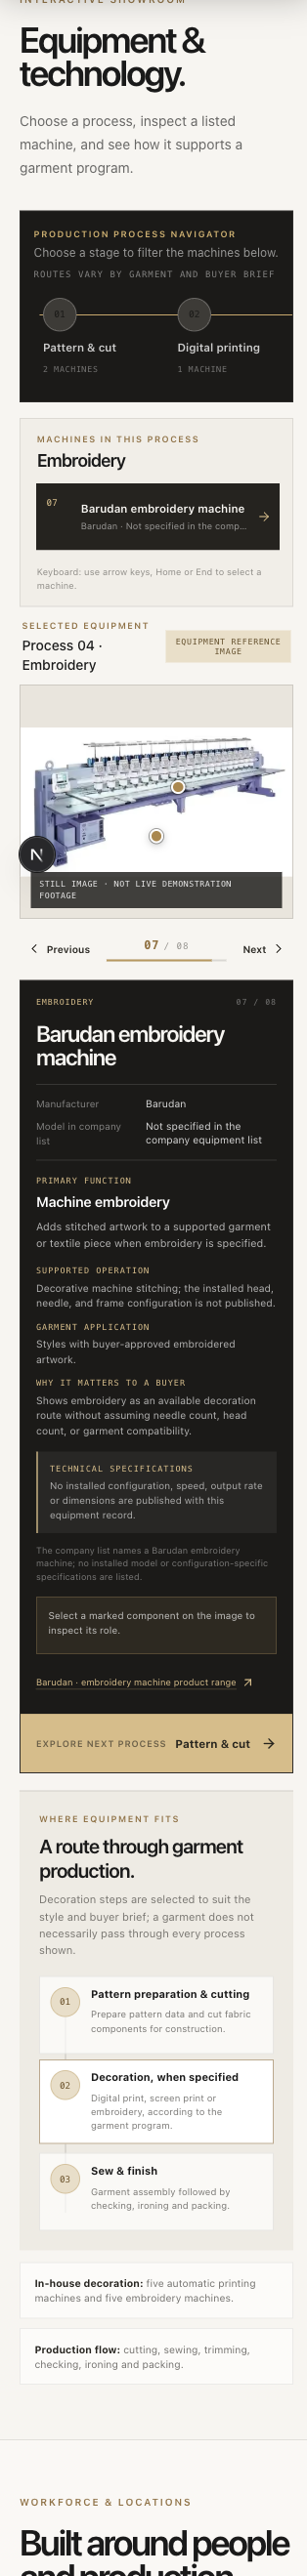 INTERACTIVE SHOWROOM
Equipment &
technology.
Choose a process, inspect a listed
machine, and see how it supports a
garment program.
PRODUCTION PROCESS NAVIGATOR
Choose a stage to filter the machines below.
ROUTES VARY BY GARMENT AND BUYER BRIEF
01
02
Pattern & cut
Digital printing
2 MACHINES
1 MACHINE
MACHINES IN THIS PROCESS
Embroidery
07
Barudan embroidery machine
Barudan · Not specified in the comp...
Keyboard: use arrow keys, Home or End to select a
machine.
SELECTED EQUIPMENT
Process 04 ·
Embroidery
EQUIPMENT REFERENCE
IMAGE
N
STILL IMAGE · NOT LIVE DEMONSTRATION
FOOTAGE
Previous
07 / 08
Next
EMBROIDERY
07 / 08
Barudan embroidery
machine
Manufacturer
Barudan
Model in company
list
Not specified in the
company equipment list
PRIMARY FUNCTION
Machine embroidery
Adds stitched artwork to a supported garment
or textile piece when embroidery is specified.
SUPPORTED OPERATION
Decorative machine stitching; the installed head,
needle, and frame configuration is not published.
GARMENT APPLICATION
Styles with buyer-approved embroidered
artwork.
WHY IT MATTERS TO A BUYER
Shows embroidery as an available decoration
route without assuming needle count, head
count, or garment compatibility.
TECHNICAL SPECIFICATIONS
No installed configuration, speed, output rate
or dimensions are published with this
equipment record.
The company list names a Barudan embroidery
machine; no installed model or configuration-specific
specifications are listed.
Select a marked component on the image to
inspect its role.
Barudan · embroidery machine product range
EXPLORE NEXT PROCESS
Pattern & cut
WHERE EQUIPMENT FITS
A route through garment
production.
Decoration steps are selected to suit the
style and buyer brief; a garment does not
necessarily pass through every process
shown.
01
Pattern preparation & cutting
Prepare pattern data and cut fabric
components for construction.
02
Decoration, when specified
Digital print, screen print or
embroidery, according to the
garment program.
03
Sew & finish
Garment assembly followed by
checking, ironing and packing.
In-house decoration: five automatic printing
machines and five embroidery machines.
Production flow: cutting, sewing, trimming,
checking, ironing and packing.
WORKFORCE & LOCATIONS
Built around people
and production